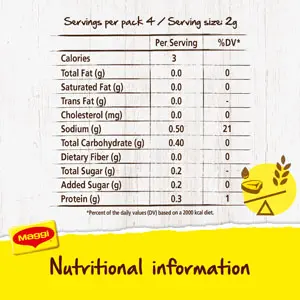 Servings per pack 4 / Serving size: 2g
Per Serving %DV*
Calories 3
Total Fat (g) 0.0 0
Saturated Fat (g) 0.0 0
Trans Fat (g) 0.0 -
Cholesterol (mg) 0.0 0
Sodium (g) 0.50 21
Total Carbohydrate (g) 0.40 0
Dietary Fiber (g) 0.0 0
Total Sugar (g) 0.2 -
Added Sugar (g) 0.2 0
Protein (g) 0.3 1
*Percent of the daily values (DV) based on a 2000 kcal diet.
Maggi
Nutritional information